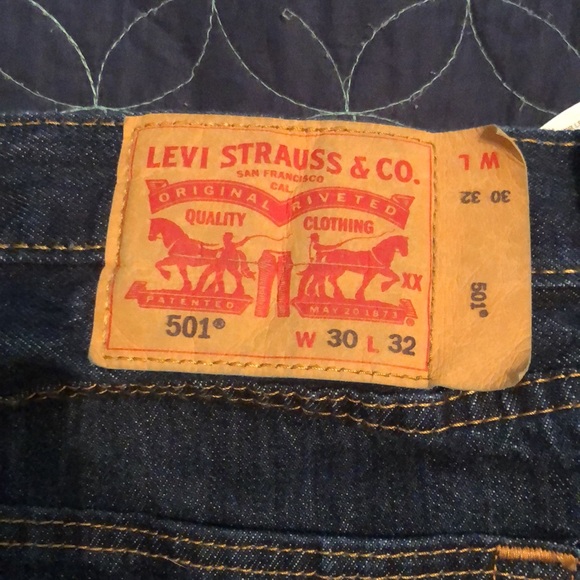 LEVI STRAUSS & CO.
SAN FRANCISCO
CAL.
ORIGINAL RIVETED
QUALITY CLOTHING
XX
PATENTED MAY 20 1873
501® W 30 L 32
W L
30 32
501®